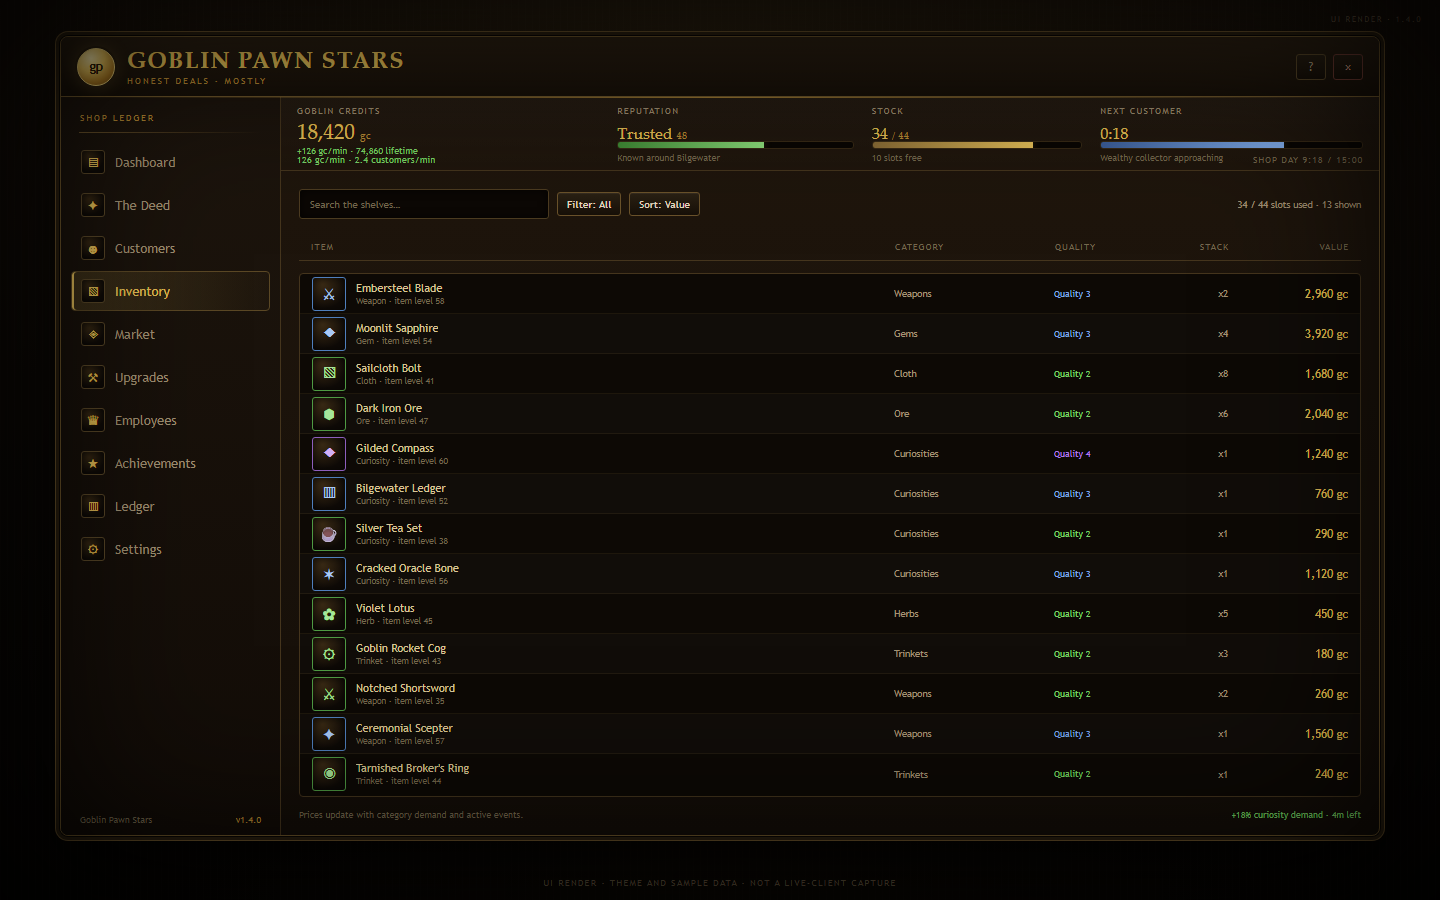 UI RENDER · 1.4.0
gp
GOBLIN PAWN STARS
HONEST DEALS · MOSTLY
?
x
SHOP LEDGER
Dashboard
The Deed
Customers
Inventory
Market
Upgrades
Employees
Achievements
Ledger
Settings
Goblin Pawn Stars v1.4.0
GOBLIN CREDITS
18,420 gc
+126 gc/min · 74,860 lifetime
126 gc/min · 2.4 customers/min
REPUTATION
Trusted 48
Known around Bilgewater
STOCK
34 / 44
10 slots free
NEXT CUSTOMER
0:18
Wealthy collector approaching
SHOP DAY 9:18 / 15:00
Search the shelves...
Filter: All
Sort: Value
34 / 44 slots used · 13 shown
ITEM CATEGORY QUALITY STACK VALUE
Embersteel Blade
Weapon · item level 58
Weapons Quality 3 x2 2,960 gc
Moonlit Sapphire
Gem · item level 54
Gems Quality 3 x4 3,920 gc
Sailcloth Bolt
Cloth · item level 41
Cloth Quality 2 x8 1,680 gc
Dark Iron Ore
Ore · item level 47
Ore Quality 2 x6 2,040 gc
Gilded Compass
Curiosity · item level 60
Curiosities Quality 4 x1 1,240 gc
Bilgewater Ledger
Curiosity · item level 52
Curiosities Quality 3 x1 760 gc
Silver Tea Set
Curiosity · item level 38
Curiosities Quality 2 x1 290 gc
Cracked Oracle Bone
Curiosity · item level 56
Curiosities Quality 3 x1 1,120 gc
Violet Lotus
Herb · item level 45
Herbs Quality 2 x5 450 gc
Goblin Rocket Cog
Trinket · item level 43
Trinkets Quality 2 x3 180 gc
Notched Shortsword
Weapon · item level 35
Weapons Quality 2 x2 260 gc
Ceremonial Scepter
Weapon · item level 57
Weapons Quality 3 x1 1,560 gc
Tarnished Broker's Ring
Trinket · item level 44
Trinkets Quality 2 x1 240 gc
Prices update with category demand and active events.
+18% curiosity demand · 4m left
UI RENDER · THEME AND SAMPLE DATA · NOT A LIVE-CLIENT CAPTURE